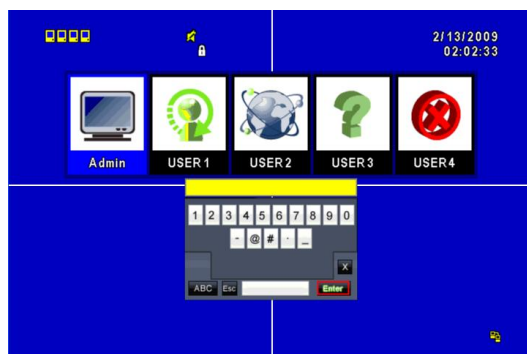 2/13/2009
02:02:33
Admin USER1 USER2 USER3 USER4
1 2 3 4 5 6 7 8 9 0
- @ # · _
X
ABC Esc Enter